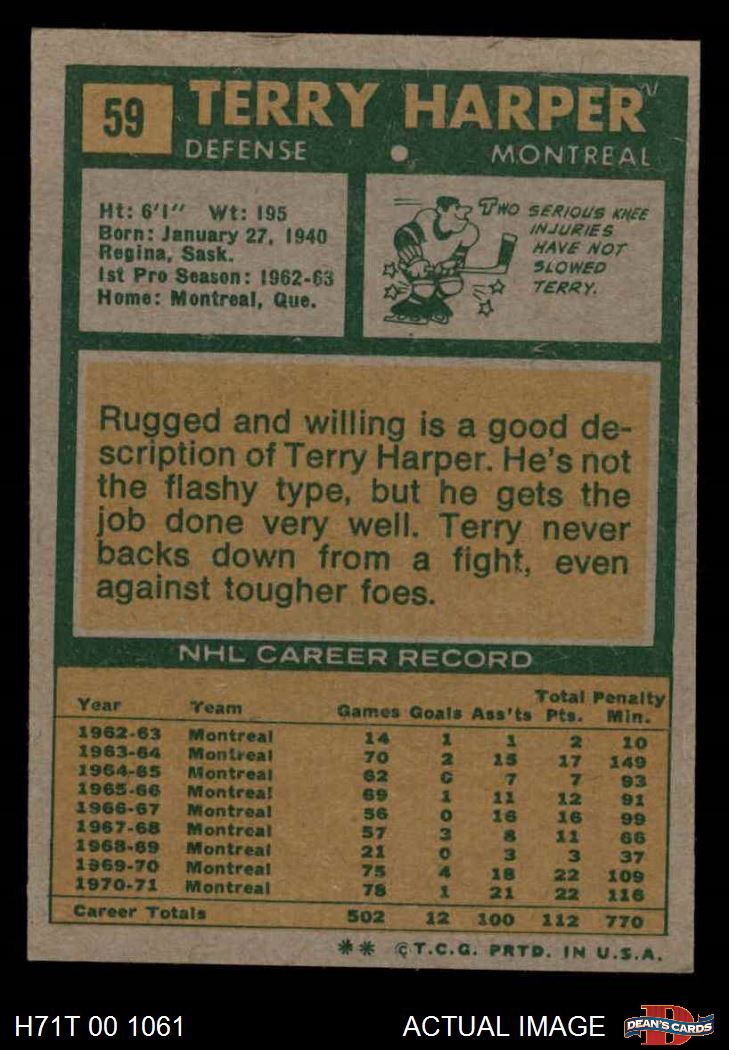 59
TERRY HARPER
DEFENSE • MONTREAL
Ht: 6'1" Wt: 195
Born: January 27, 1940
Regina, Sask.
1st Pro Season: 1962-63
Home: Montreal, Que.
TWO SERIOUS KNEE
INJURIES
HAVE NOT
SLOWED
TERRY.
Rugged and willing is a good de-
scription of Terry Harper. He's not
the flashy type, but he gets the
job done very well. Terry never
backs down from a fight, even
against tougher foes.
NHL CAREER RECORD
Year Team Games Goals Ass'ts Total Pts. Penalty Min.
1962-63 Montreal 14 1 1 2 10
1963-64 Montreal 70 2 15 17 149
1964-65 Montreal 62 0 7 7 93
1965-66 Montreal 69 1 11 12 91
1966-67 Montreal 56 0 16 16 99
1967-68 Montreal 57 3 8 11 66
1968-69 Montreal 21 0 3 3 37
1969-70 Montreal 75 4 18 22 109
1970-71 Montreal 78 1 21 22 116
Career Totals 502 12 100 112 770
** © T.C.G. PRTD. IN U.S.A.
H71T 00 1061 ACTUAL IMAGE
D
DEAN'S CARDS